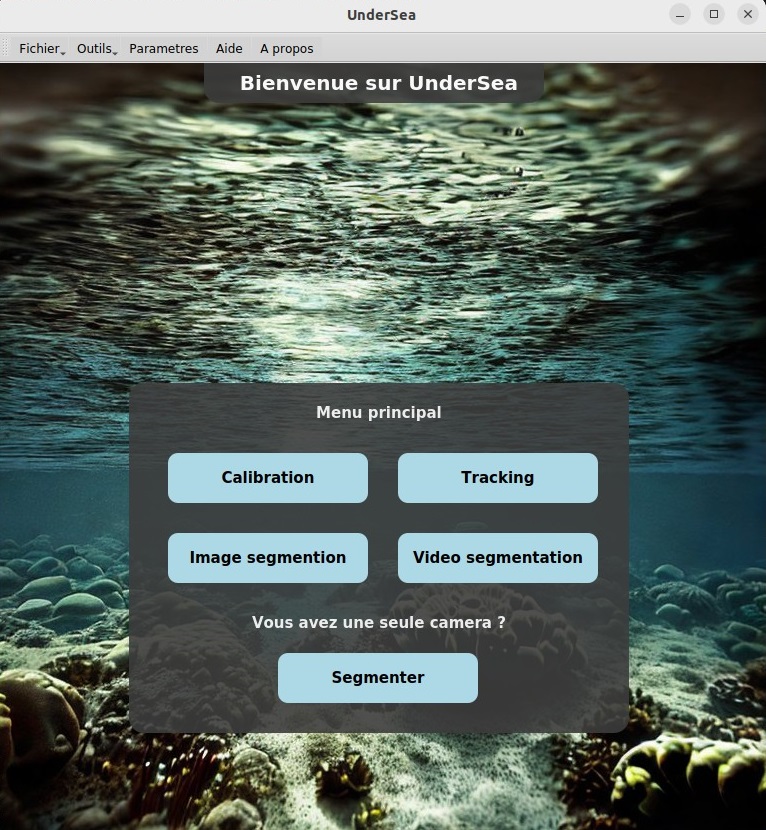 UnderSea
Fichier Outils Parametres Aide A propos
Bienvenue sur UnderSea
Menu principal
Calibration Tracking
Image segmention Video segmentation
Vous avez une seule camera ?
Segmenter